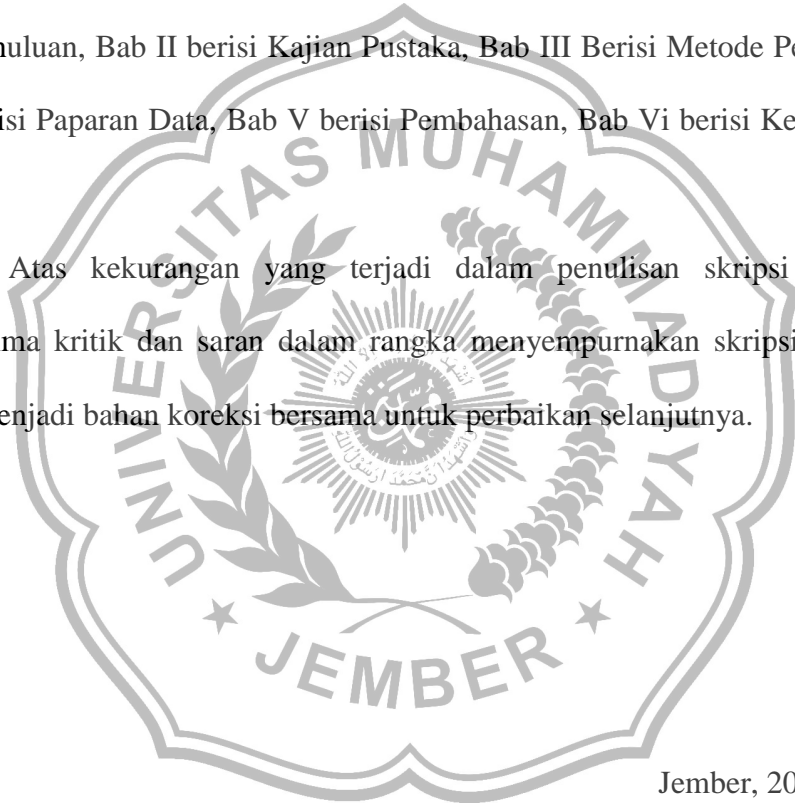 uluan, Bab II berisi Kajian Pustaka, Bab III Berisi Metode Pe
isi Paparan Data, Bab V berisi Pembahasan, Bab Vi berisi Ke
Atas kekurangan yang terjadi dalam penulisan skripsi
ma kritik dan saran dalam rangka menyempurnakan skripsi
enjadi bahan koreksi bersama untuk perbaikan selanjutnya.
UNIVERSITAS MUHAMMADIYAH
JEMBER
Jember, 20